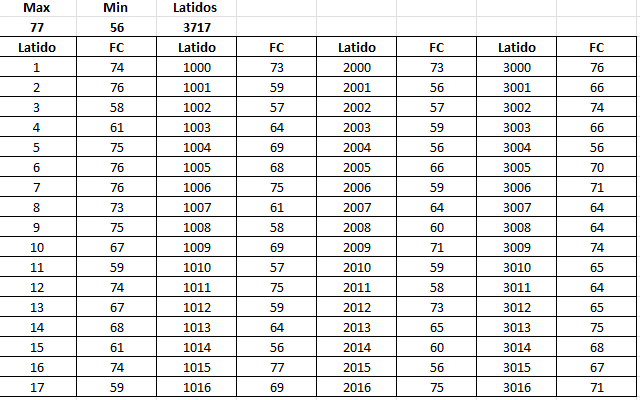 Max Min Latidos
77 56 3717
Latido FC Latido FC Latido FC Latido FC
1 74 1000 73 2000 73 3000 76
2 76 1001 59 2001 56 3001 66
3 58 1002 57 2002 57 3002 74
4 61 1003 64 2003 59 3003 66
5 75 1004 69 2004 56 3004 56
6 76 1005 68 2005 66 3005 70
7 76 1006 75 2006 59 3006 71
8 73 1007 61 2007 64 3007 64
9 75 1008 58 2008 60 3008 64
10 67 1009 69 2009 71 3009 74
11 59 1010 57 2010 59 3010 65
12 74 1011 75 2011 58 3011 64
13 67 1012 59 2012 73 3012 65
14 68 1013 64 2013 65 3013 75
15 61 1014 56 2014 60 3014 68
16 74 1015 77 2015 56 3015 67
17 59 1016 69 2016 75 3016 71